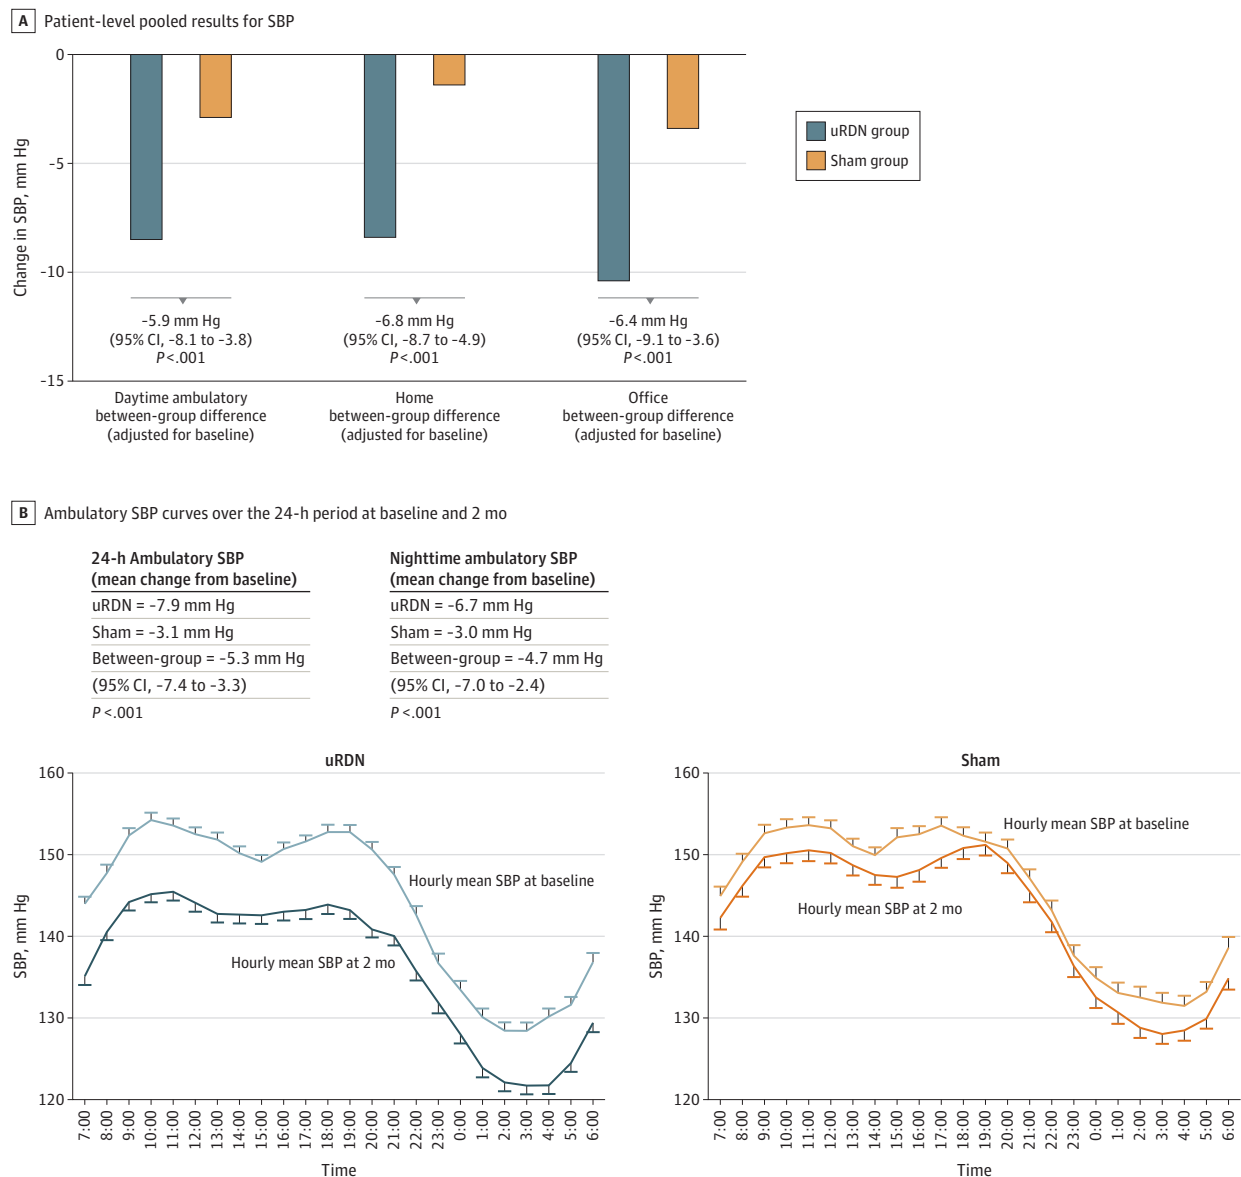 A Patient-level pooled results for SBP
0
-5
-10
-15
Change in SBP, mm Hg
uRDN group
Sham group
-5.9 mm Hg
(95% CI, -8.1 to -3.8)
P <.001
-6.8 mm Hg
(95% CI, -8.7 to -4.9)
P <.001
-6.4 mm Hg
(95% CI, -9.1 to -3.6)
P <.001
Daytime ambulatory
between-group difference
(adjusted for baseline)
Home
between-group difference
(adjusted for baseline)
Office
between-group difference
(adjusted for baseline)
B Ambulatory SBP curves over the 24-h period at baseline and 2 mo
24-h Ambulatory SBP
(mean change from baseline)
uRDN = -7.9 mm Hg
Sham = -3.1 mm Hg
Between-group = -5.3 mm Hg
(95% CI, -7.4 to -3.3)
P <.001
Nighttime ambulatory SBP
(mean change from baseline)
uRDN = -6.7 mm Hg
Sham = -3.0 mm Hg
Between-group = -4.7 mm Hg
(95% CI, -7.0 to -2.4)
P <.001
uRDN
160
150
140
130
120
SBP, mm Hg
Hourly mean SBP at baseline
Hourly mean SBP at 2 mo
7:00
8:00
9:00
10:00
11:00
12:00
13:00
14:00
15:00
16:00
17:00
18:00
19:00
20:00
21:00
22:00
23:00
0:00
1:00
2:00
3:00
4:00
5:00
6:00
Time
Sham
160
150
140
130
120
SBP, mm Hg
Hourly mean SBP at baseline
Hourly mean SBP at 2 mo
7:00
8:00
9:00
10:00
11:00
12:00
13:00
14:00
15:00
16:00
17:00
18:00
19:00
20:00
21:00
22:00
23:00
0:00
1:00
2:00
3:00
4:00
5:00
6:00
Time